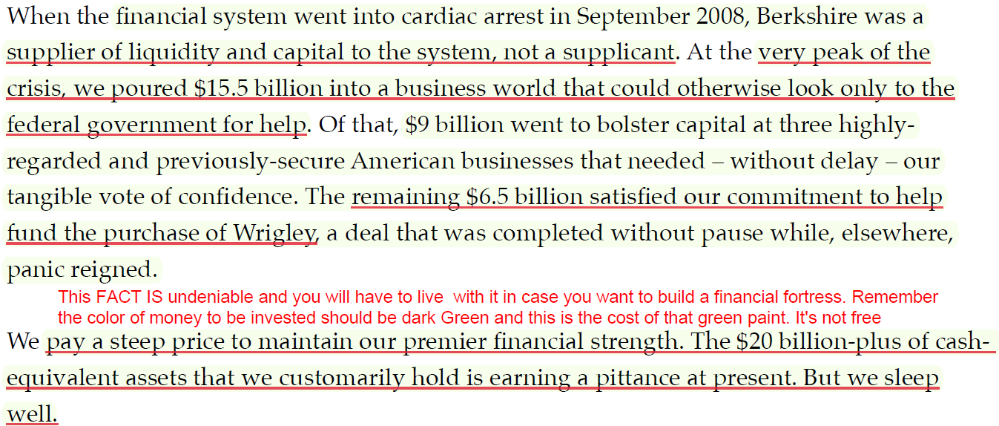 When the financial system went into cardiac arrest in September 2008, Berkshire was a
supplier of liquidity and capital to the system, not a supplicant. At the very peak of the
crisis, we poured $15.5 billion into a business world that could otherwise look only to the
federal government for help. Of that, $9 billion went to bolster capital at three highly-
regarded and previously-secure American businesses that needed – without delay – our
tangible vote of confidence. The remaining $6.5 billion satisfied our commitment to help
fund the purchase of Wrigley, a deal that was completed without pause while, elsewhere,
panic reigned.
This FACT IS undeniable and you will have to live  with it in case you want to build a financial fortress. Remember
the color of money to be invested should be dark Green and this is the cost of that green paint. It's not free
We pay a steep price to maintain our premier financial strength. The $20 billion-plus of cash-
equivalent assets that we customarily hold is earning a pittance at present. But we sleep
well.